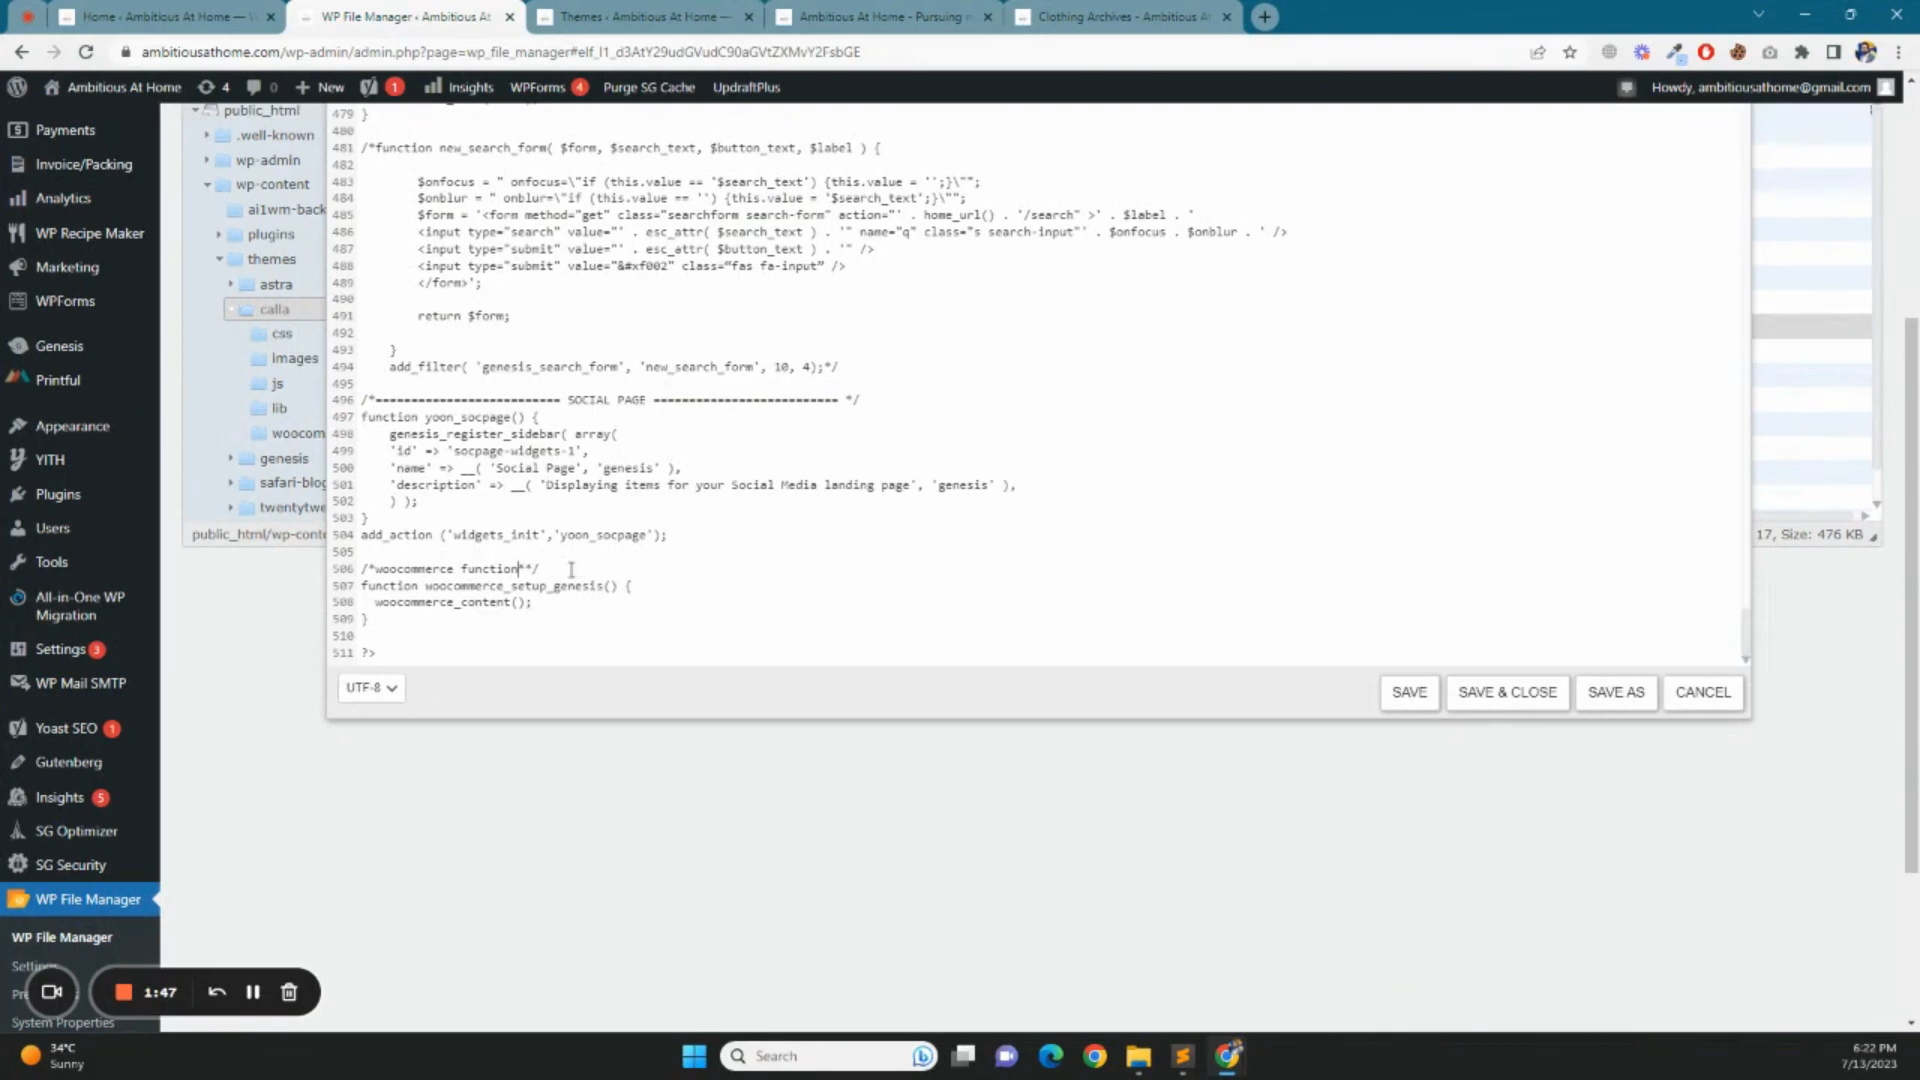 Home ‹ Ambitious At Home — W
WP File Manager ‹ Ambitious At
Themes ‹ Ambitious At Home —
Ambitious At Home - Pursuing m
Clothing Archives - Ambitious At
ambitiousathome.com/wp-admin/admin.php?page=wp_file_manager#elf_l1_d3AtY29udGVudC90aGVtZXMvY2FsbGE
Ambitious At Home
4
0
New
1
Insights
WPForms 4
Purge SG Cache
UpdraftPlus
Howdy, ambitiousathome@gmail.com
Payments
Invoice/Packing
Analytics
WP Recipe Maker
Marketing
WPForms
Genesis
Printful
Appearance
YITH
Plugins
Users
Tools
All-in-One WP
Migration
Settings 3
WP Mail SMTP
Yoast SEO 1
Gutenberg
Insights 5
SG Optimizer
SG Security
WP File Manager
WP File Manager
Settings
Pre
System Properties
public_html
.well-known
wp-admin
wp-content
ai1wm-back
plugins
themes
astra
calla
css
images
js
lib
woocom
genesis
safari-blog
twentytwe
public_html/wp-conte
17, Size: 476 KB
479 }
480
481 /*function new_search_form( $form, $search_text, $button_text, $label ) {
482
483 $onfocus = " onfocus=\"if (this.value == '$search_text') {this.value = '';}\"";
484 $onblur = " onblur=\"if (this.value == '') {this.value = '$search_text';}\"";
485 $form = '<form method="get" class="searchform search-form" action="' . home_url() . '/search" >' . $label . '
486 <input type="search" value="' . esc_attr( $search_text ) . '" name="q" class="s search-input"' . $onfocus . $onblur . ' />
487 <input type="submit" value="' . esc_attr( $button_text ) . '" />
488 <input type="submit" value="&#xf002" class=“fas fa-input” />
489 </form>';
490
491 return $form;
492
493 }
494 add_filter( 'genesis_search_form', 'new_search_form', 10, 4);*/
495
496 /*========================== SOCIAL PAGE ========================== */
497 function yoon_socpage() {
498 genesis_register_sidebar( array(
499 'id' => 'socpage-widgets-1',
500 'name' => __( 'Social Page', 'genesis' ),
501 'description' => __( 'Displaying items for your Social Media landing page', 'genesis' ),
502 ) );
503 }
504 add_action ('widgets_init','yoon_socpage');
505
506 /*woocommerce function**/
507 function woocommerce_setup_genesis() {
508 woocommerce_content();
509 }
510
511 ?>
UTF-8
SAVE
SAVE & CLOSE
SAVE AS
CANCEL
1:47
34°C
Sunny
Search
6:22 PM
7/13/2023